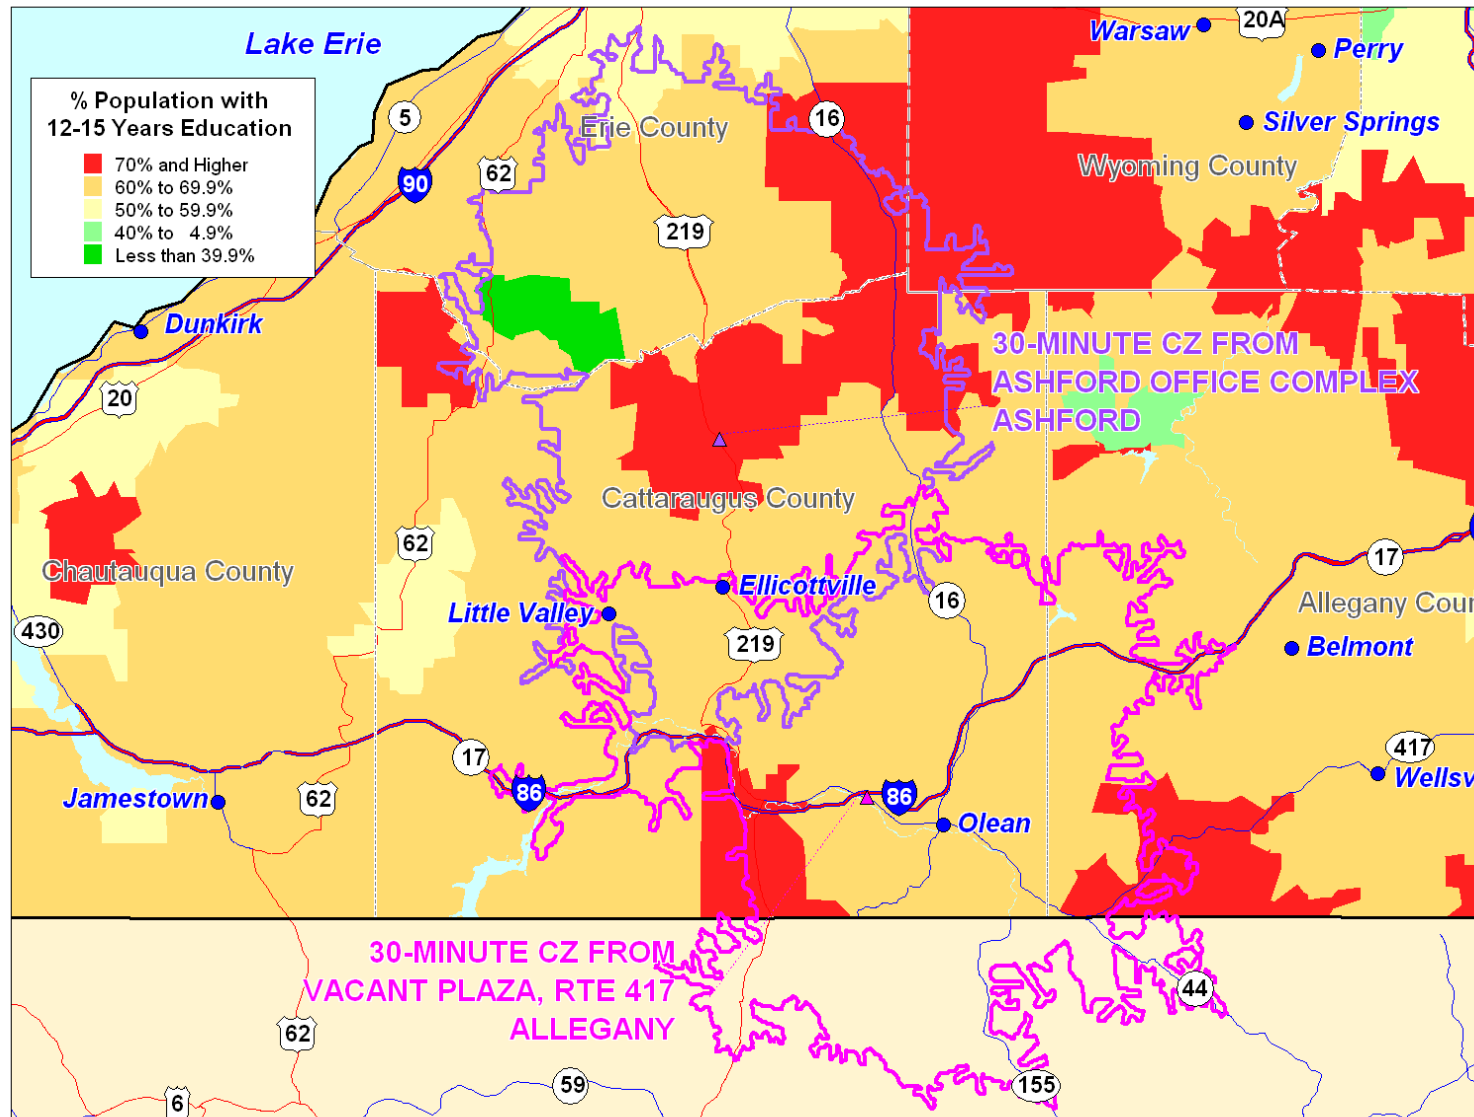 Lake Erie
Warsaw
20A
Perry
% Population with
12-15 Years Education
70% and Higher
60% to 69.9%
50% to 59.9%
40% to 4.9%
Less than 39.9%
5
16
Erie County
Silver Springs
62
Wyoming County
90
219
Dunkirk
30-MINUTE CZ FROM
ASHFORD OFFICE COMPLEX
ASHFORD
20
Cattaraugus County
62
17
Chautauqua County
Ellicottville
Little Valley
16
Allegany Coun
430
219
Belmont
17
417
86
86
Wellsv
Jamestown
62
Olean
30-MINUTE CZ FROM
VACANT PLAZA, RTE 417
ALLEGANY
44
62
59
155
6